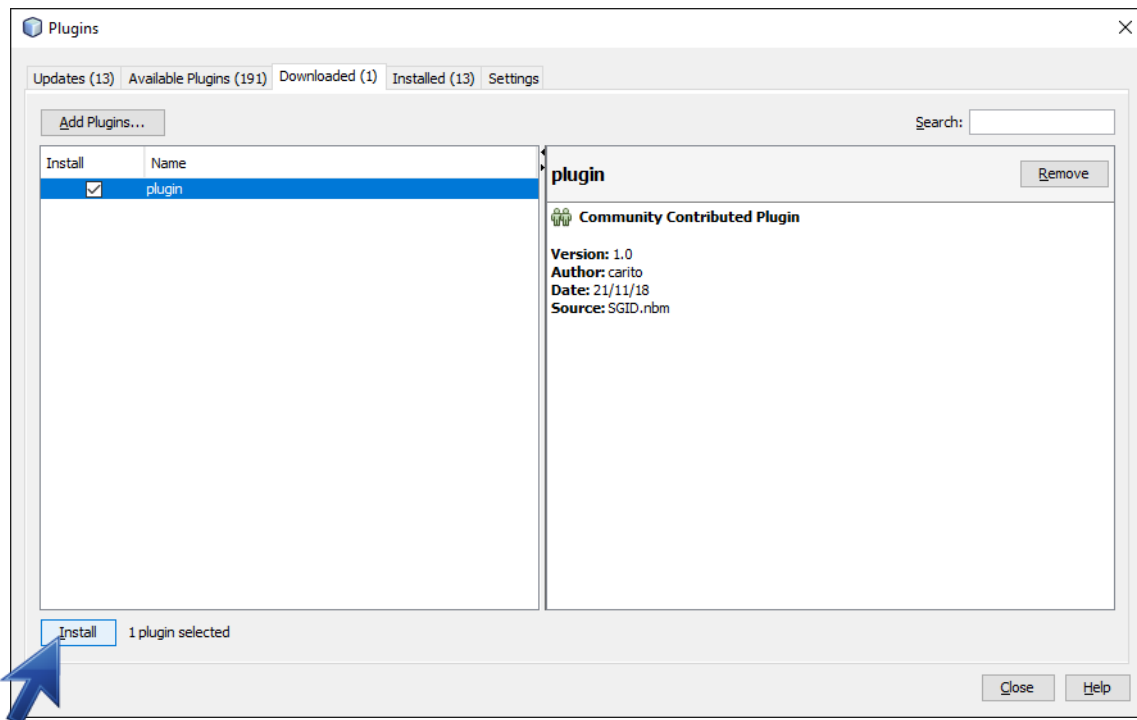 Plugins
Updates (13) Available Plugins (191) Downloaded (1) Installed (13) Settings
Add Plugins... Search:
Install Name
plugin
plugin Remove
Community Contributed Plugin
Version: 1.0
Author: carito
Date: 21/11/18
Source: SGID.nbm
Install 1 plugin selected
Close Help